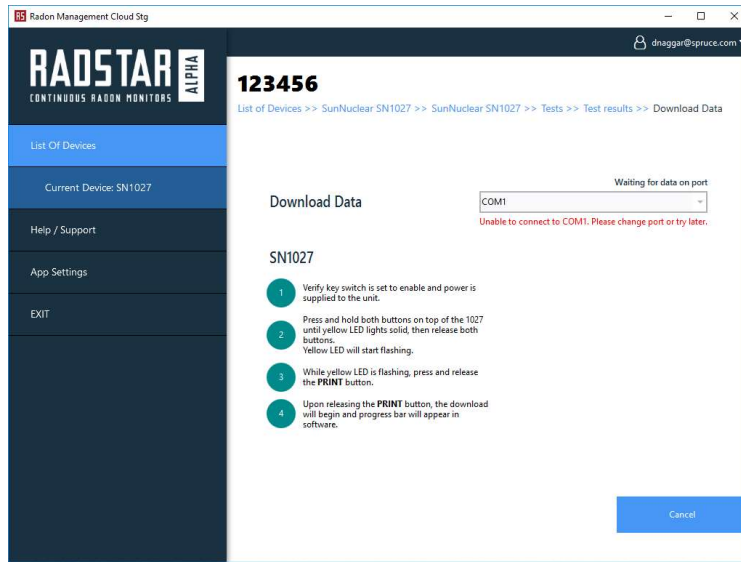 RS Radon Management Cloud Stg
dnaggar@spruce.com
RADSTAR ALPHA
CONTINUOUS RADON MONITORS
123456
List of Devices >> SunNuclear SN1027 >> SunNuclear SN1027 >> Tests >> Test results >> Download Data
List Of Devices
Current Device: SN1027
Help / Support
App Settings
EXIT
Waiting for data on port
Download Data
COM1
Unable to connect to COM1. Please change port or try later.
SN1027
1 Verify key switch is set to enable and power is
supplied to the unit.
2 Press and hold both buttons on top of the 1027
until yellow LED lights solid, then release both
buttons.
Yellow LED will start flashing.
3 While yellow LED is flashing, press and release
the PRINT button.
4 Upon releasing the PRINT button, the download
will begin and progress bar will appear in
software.
Cancel